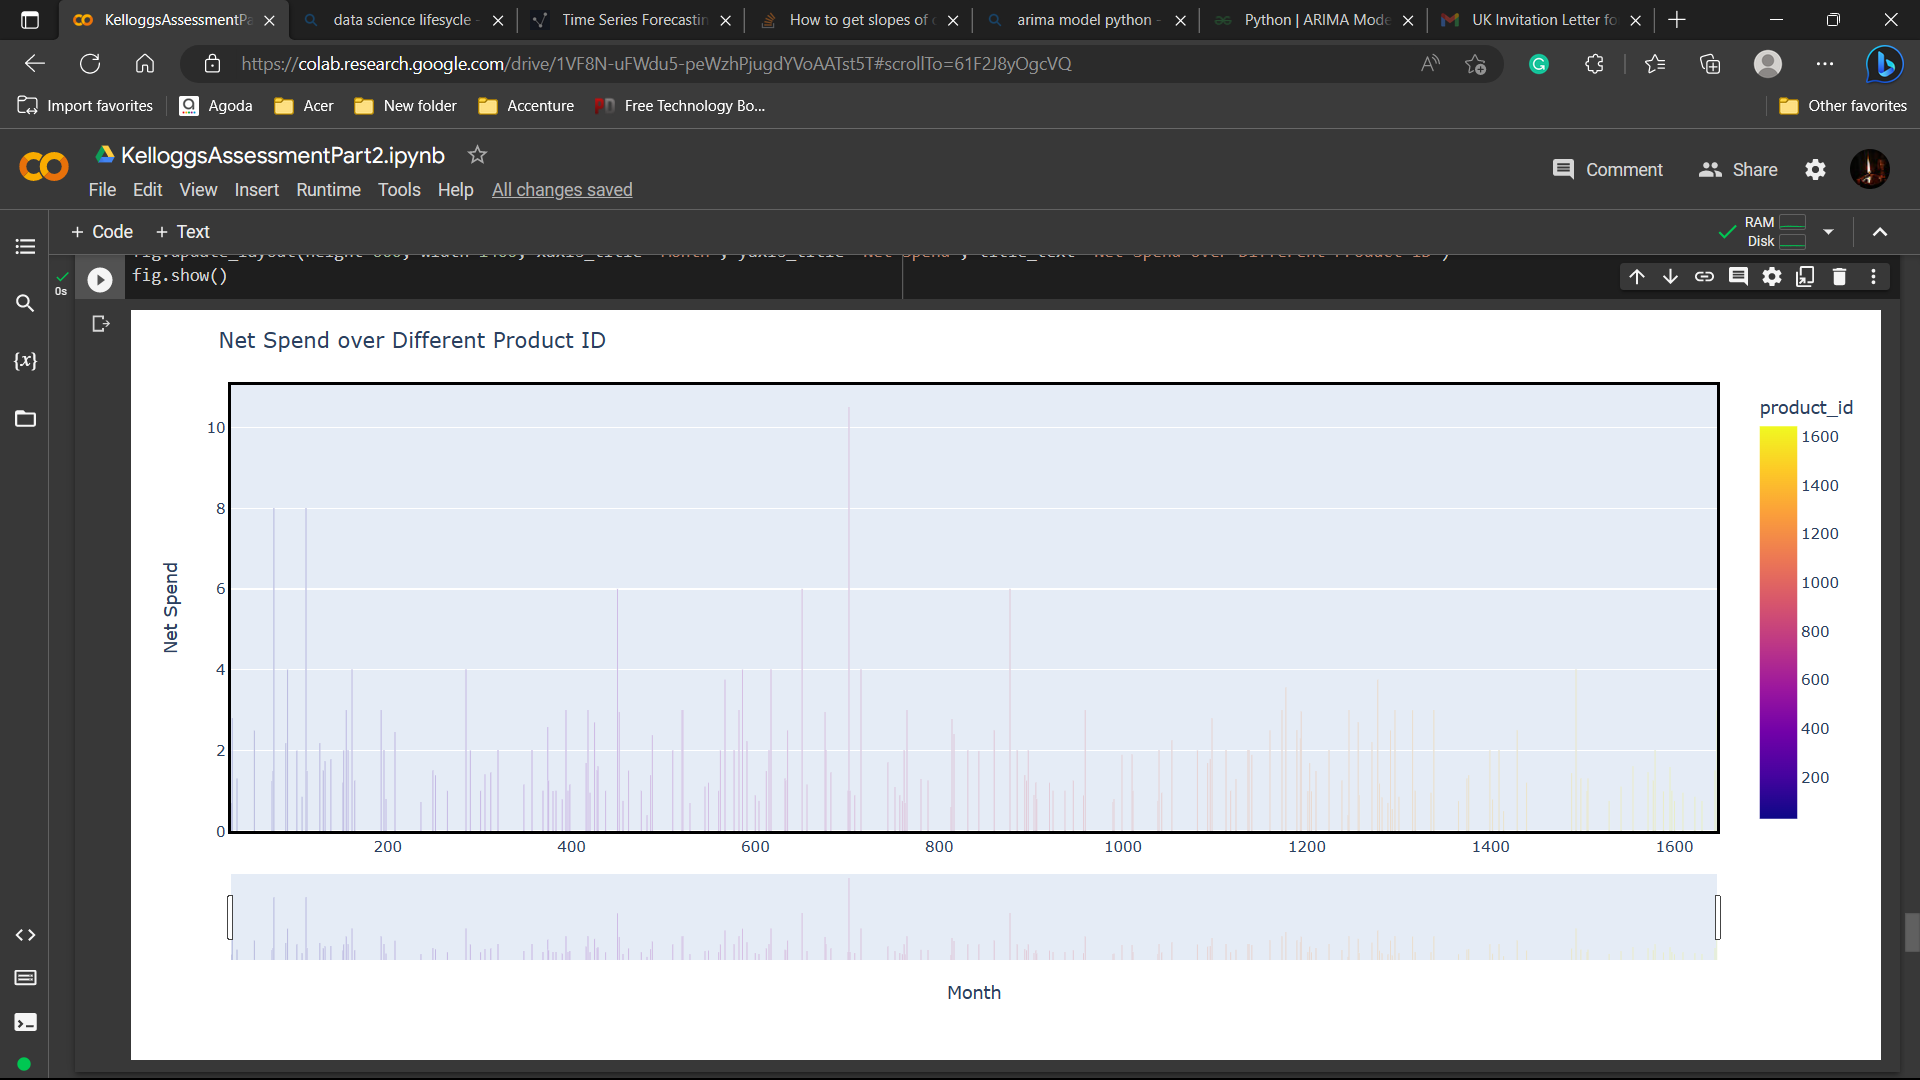 KelloggsAssessmentPa
data science lifesycle -
Time Series Forecastin
How to get slopes of c
arima model python -
Python | ARIMA Mode
UK Invitation Letter fo
https://colab.research.google.com/drive/1VF8N-uFWdu5-peWzhPjugdYVoAATst5T#scrollTo=61F2J8yOgcVQ
Import favorites
Agoda
Acer
New folder
Accenture
Free Technology Bo...
Other favorites
KelloggsAssessmentPart2.ipynb
Comment
Share
File Edit View Insert Runtime Tools Help All changes saved
+ Code + Text
RAM
Disk
fig.show()
0s
{x}
Net Spend over Different Product ID
product_id
Net Spend
10
8
6
4
2
0
200 400 600 800 1000 1200 1400 1600
Month
1600
1400
1200
1000
800
600
400
200